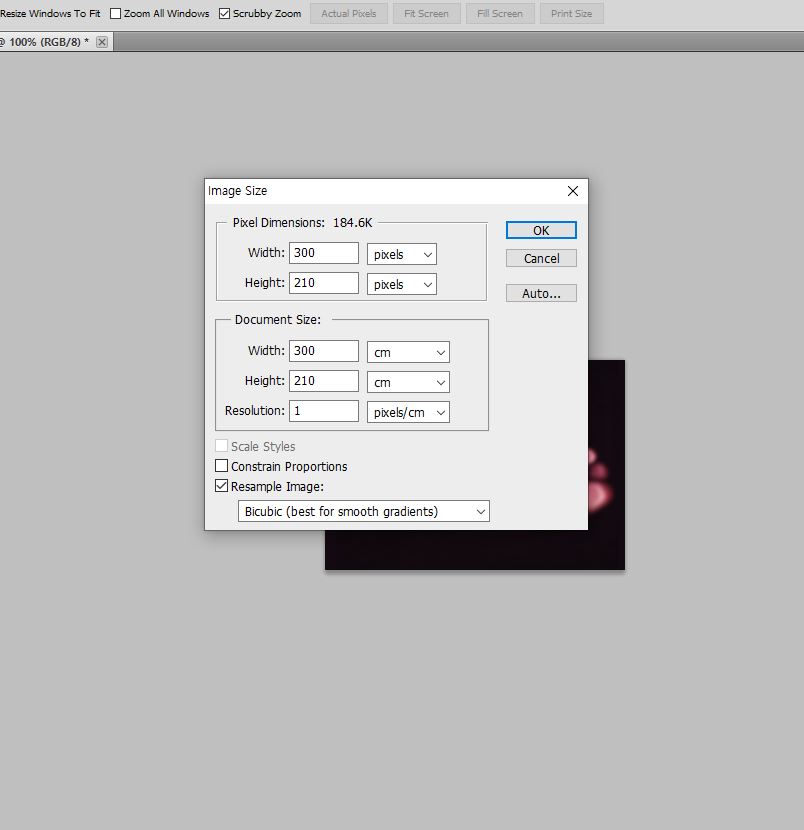 Resize Windows To Fit Zoom All Windows Scrubby Zoom Actual Pixels Fit Screen Fill Screen Print Size
@ 100% (RGB/8) *
Image Size
Pixel Dimensions: 184.6K
OK
Width: 300 pixels
Cancel
Height: 210 pixels
Auto...
Document Size:
Width: 300 cm
Height: 210 cm
Resolution: 1 pixels/cm
Scale Styles
Constrain Proportions
Resample Image:
Bicubic (best for smooth gradients)